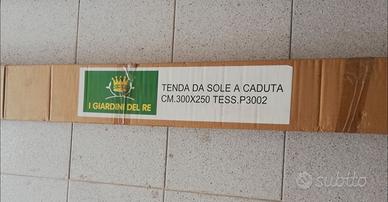 I GIARDINI DEL RE
TENDA DA SOLE A CADUTA
CM.300X250 TESS.P3002
subito